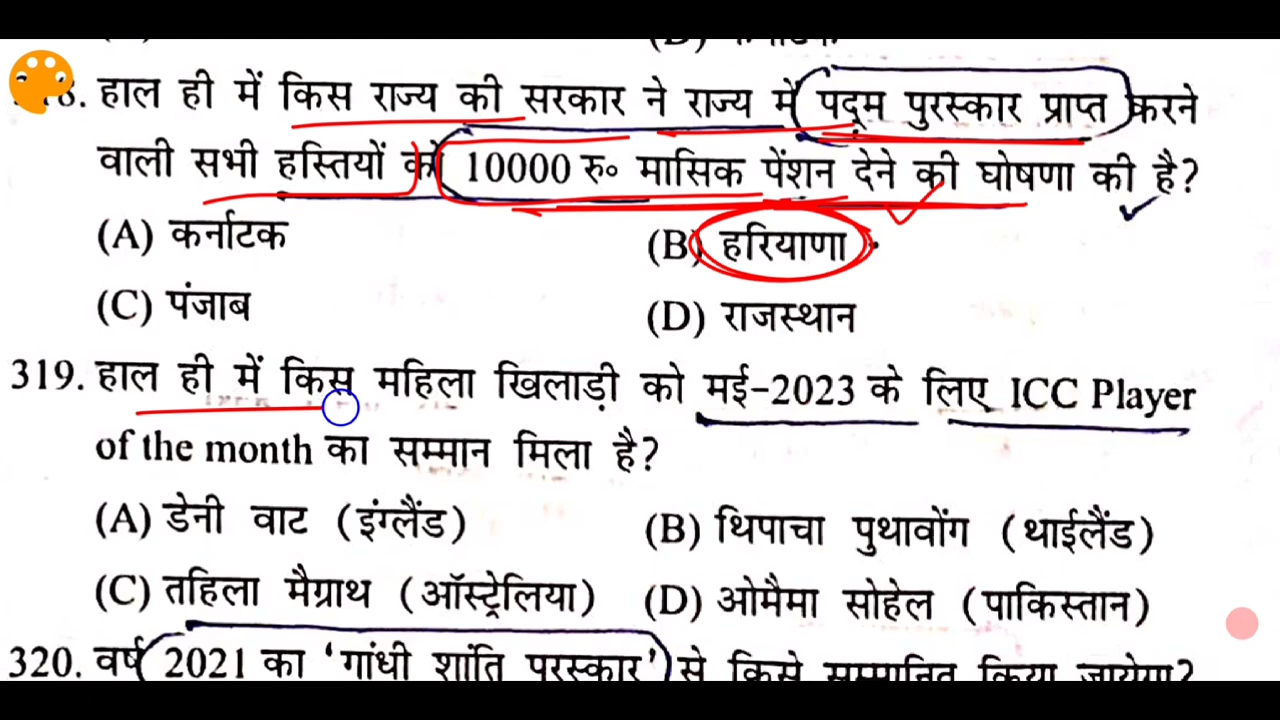 हाल ही में किस राज्य की सरकार ने राज्य में पद्म पुरस्कार प्राप्त करने
वाली सभी हस्तियों को 10000 रु० मासिक पेंशन देने की घोषणा की है?
(A) कर्नाटक (B) हरियाणा
(C) पंजाब (D) राजस्थान
319. हाल ही में किस महिला खिलाड़ी को मई-2023 के लिए ICC Player
of the month का सम्मान मिला है?
(A) डेनी वाट (इंग्लैंड) (B) थिपाचा पुथावोंग (थाईलैंड)
(C) तहिला मैग्राथ (ऑस्ट्रेलिया) (D) ओमैमा सोहेल (पाकिस्तान)
320. वर्ष 2021 का 'गांधी शांति पुरस्कार' से किसे सम्मानित किया जायेगा?